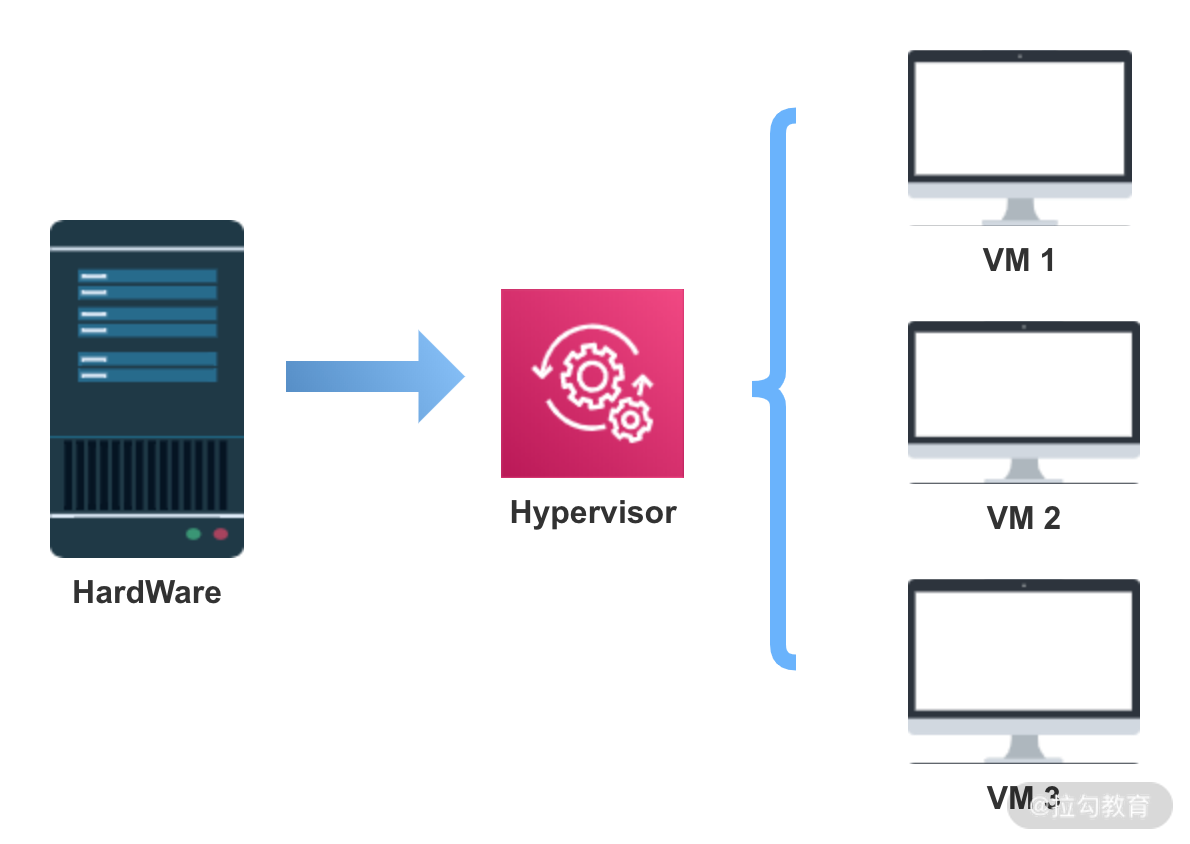 VM 1
HardWare
Hypervisor
VM 2
VM 3
@拉勾教育